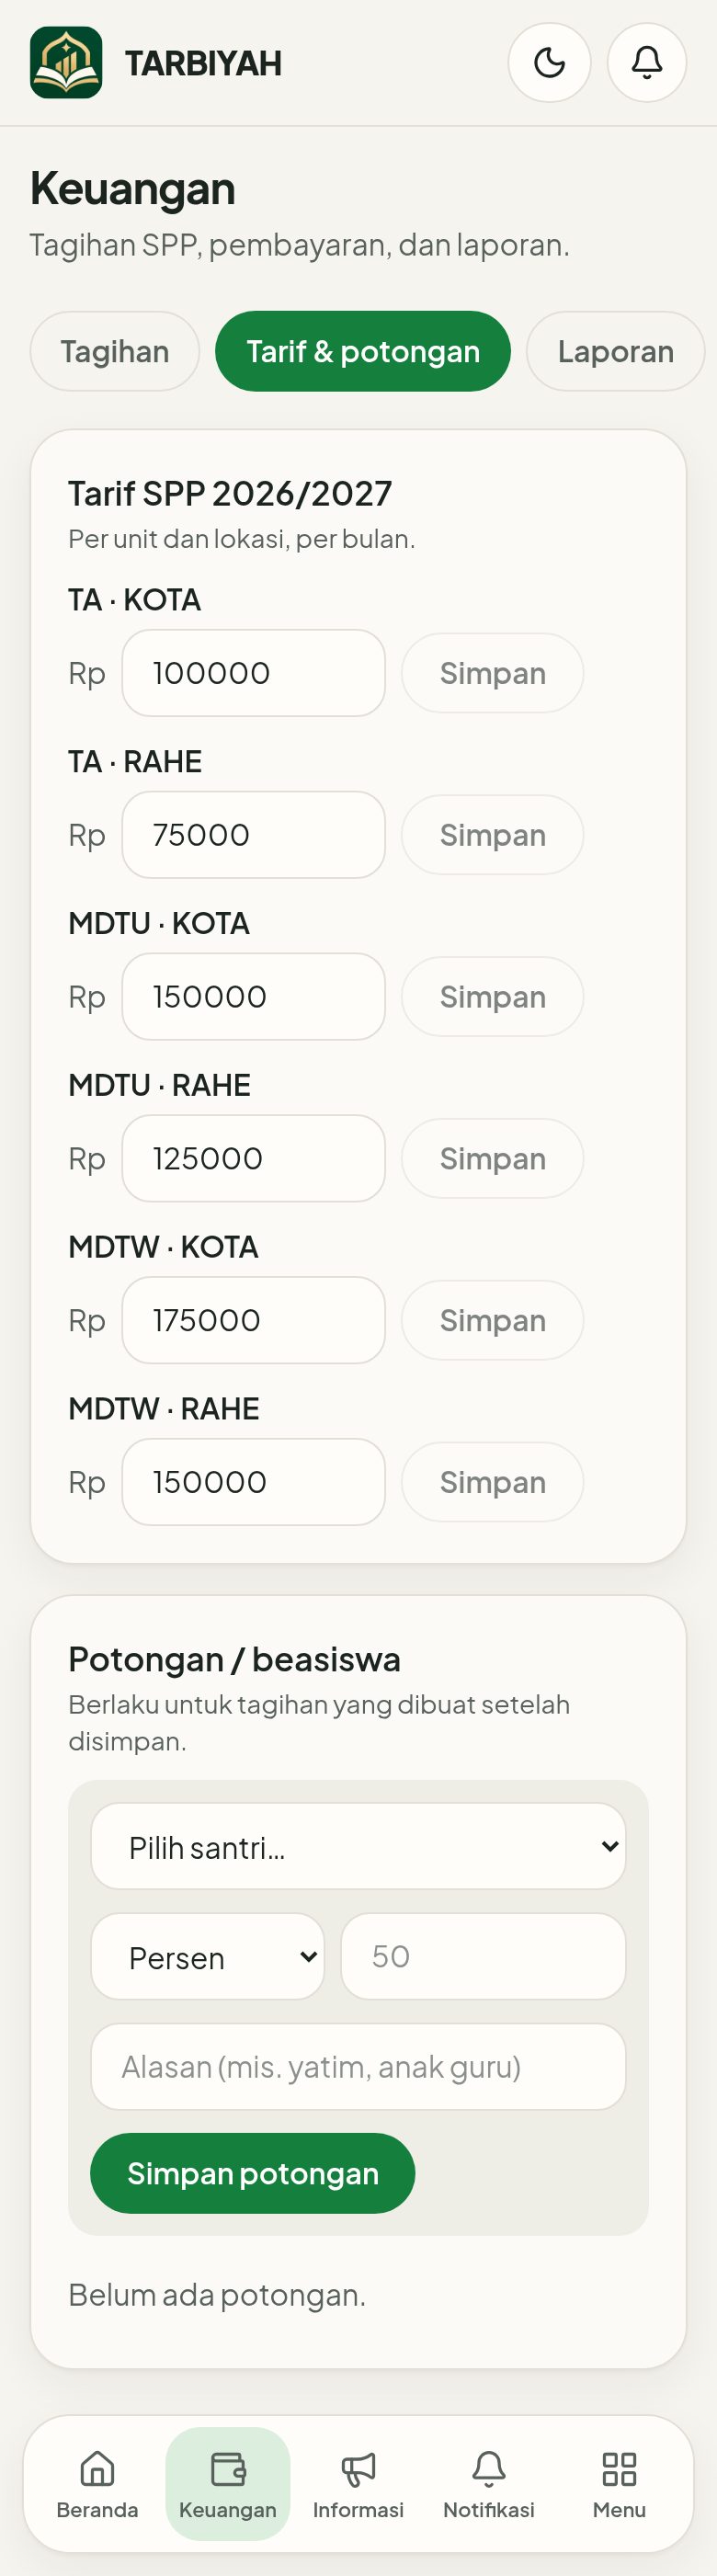 TARBIYAH
Keuangan
Tagihan SPP, pembayaran, dan laporan.
Tagihan
Tarif & potongan
Laporan
Tarif SPP 2026/2027
Per unit dan lokasi, per bulan.
TA · KOTA
Rp 100000 Simpan
TA · RAHE
Rp 75000 Simpan
MDTU · KOTA
Rp 150000 Simpan
MDTU · RAHE
Rp 125000 Simpan
MDTW · KOTA
Rp 175000 Simpan
MDTW · RAHE
Rp 150000 Simpan
Potongan / beasiswa
Berlaku untuk tagihan yang dibuat setelah
disimpan.
Pilih santri...
Persen 50
Alasan (mis. yatim, anak guru)
Simpan potongan
Belum ada potongan.
Beranda Keuangan Informasi Notifikasi Menu